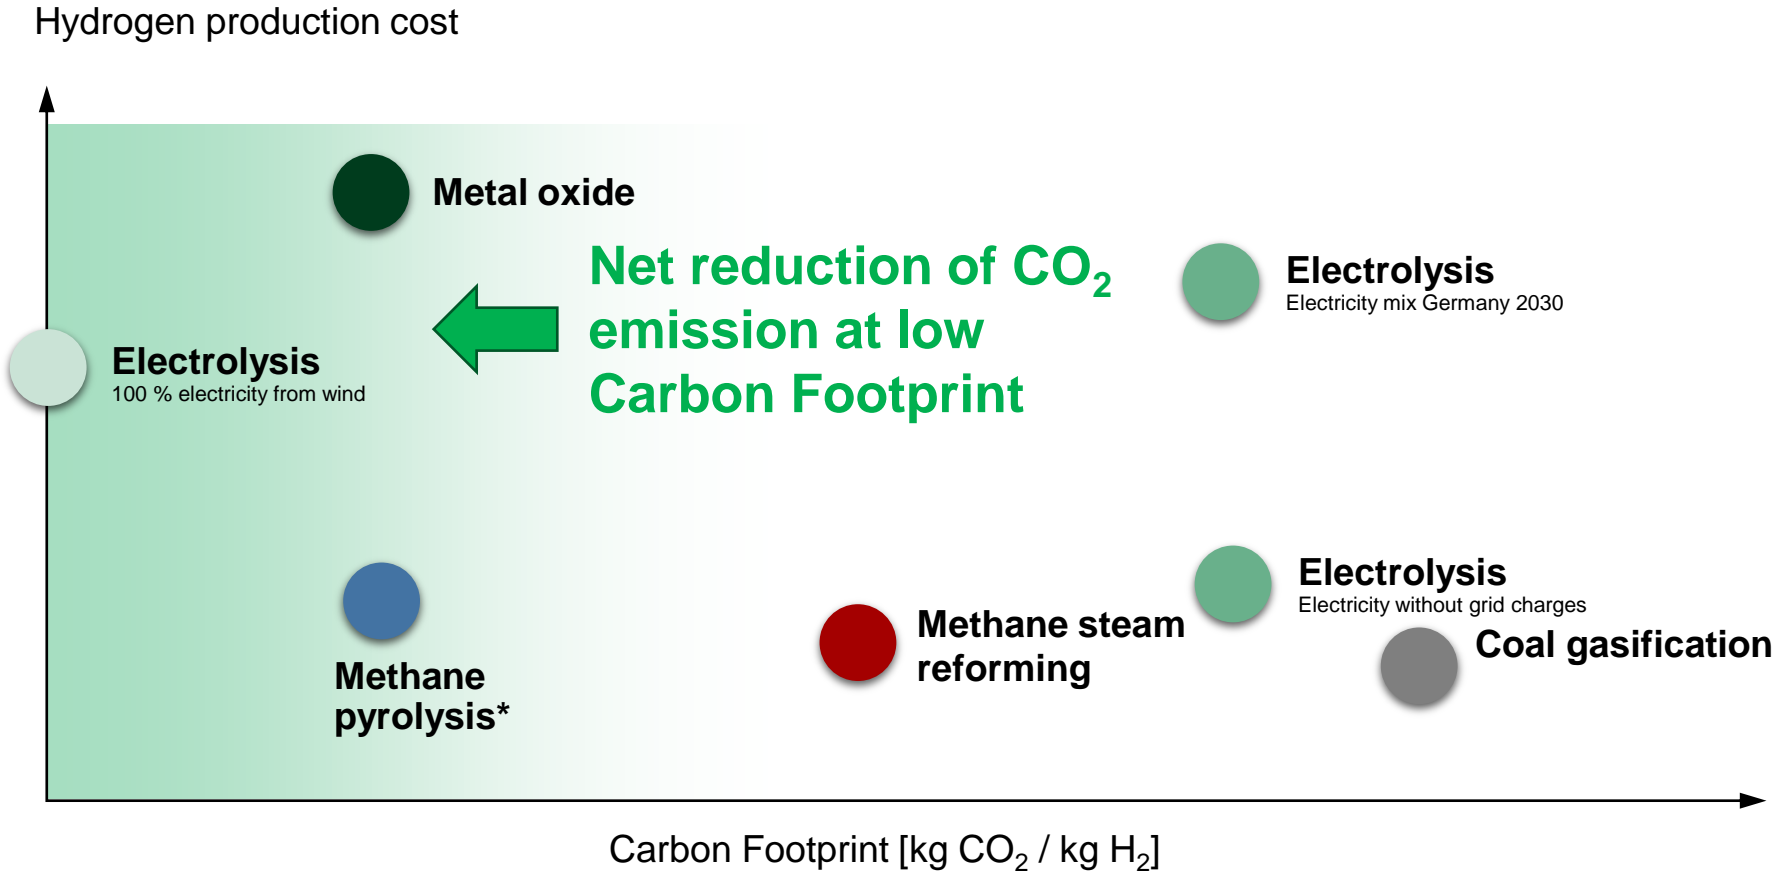 Hydrogen production cost
Metal oxide
Net reduction of CO₂
emission at low
Carbon Footprint
Electrolysis
Electricity mix Germany 2030
Electrolysis
100 % electricity from wind
Electrolysis
Electricity without grid charges
Methane steam
reforming
Coal gasification
Methane
pyrolysis*
Carbon Footprint [kg CO₂ / kg H₂]